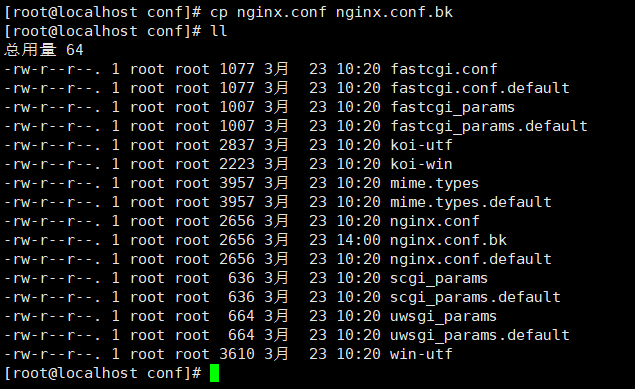 [root@localhost conf]# cp nginx.conf nginx.conf.bk
[root@localhost conf]# ll
总用量 64
-rw-r--r--. 1 root root 1077 3月  23 10:20 fastcgi.conf
-rw-r--r--. 1 root root 1077 3月  23 10:20 fastcgi.conf.default
-rw-r--r--. 1 root root 1007 3月  23 10:20 fastcgi_params
-rw-r--r--. 1 root root 1007 3月  23 10:20 fastcgi_params.default
-rw-r--r--. 1 root root 2837 3月  23 10:20 koi-utf
-rw-r--r--. 1 root root 2223 3月  23 10:20 koi-win
-rw-r--r--. 1 root root 3957 3月  23 10:20 mime.types
-rw-r--r--. 1 root root 3957 3月  23 10:20 mime.types.default
-rw-r--r--. 1 root root 2656 3月  23 10:20 nginx.conf
-rw-r--r--. 1 root root 2656 3月  23 14:00 nginx.conf.bk
-rw-r--r--. 1 root root 2656 3月  23 10:20 nginx.conf.default
-rw-r--r--. 1 root root  636 3月  23 10:20 scgi_params
-rw-r--r--. 1 root root  636 3月  23 10:20 scgi_params.default
-rw-r--r--. 1 root root  664 3月  23 10:20 uwsgi_params
-rw-r--r--. 1 root root  664 3月  23 10:20 uwsgi_params.default
-rw-r--r--. 1 root root 3610 3月  23 10:20 win-utf
[root@localhost conf]#